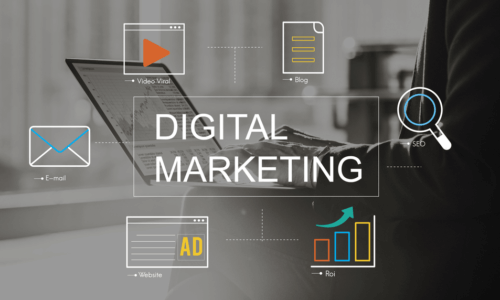 Video Viral
Blog
DIGITAL
MARKETING
SEO
E-mail
AD
Website
Roi